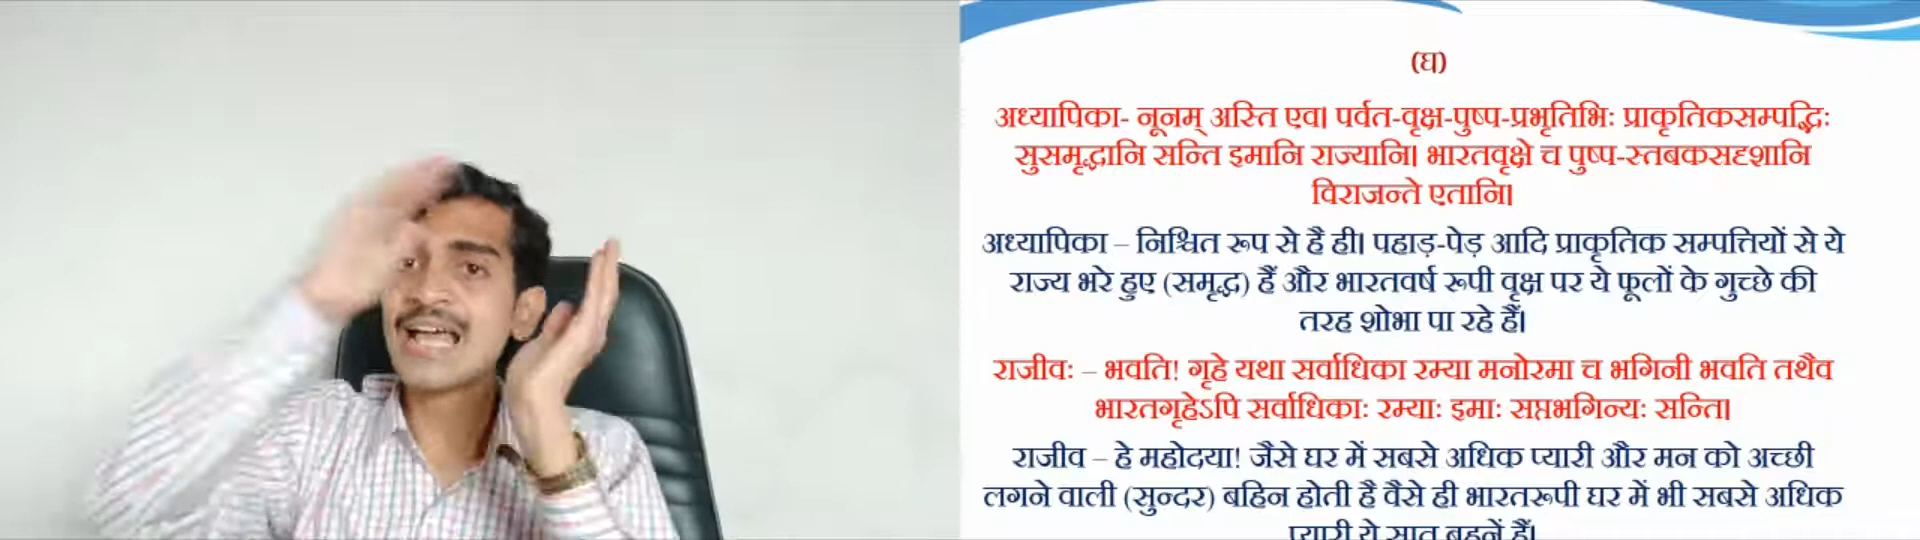 (घ)
अध्यापिका- नूनम् अस्ति एव। पर्वत-वृक्ष-पुष्प-प्रभृतिभिः प्राकृतिकसम्पद्भिः
सुसमृद्धानि सन्ति इमानि राज्यानि। भारतवृक्षे च पुष्प-स्तबकसदृशानि
विराजन्ते एतानि।
अध्यापिका – निश्चित रूप से हैं ही। पहाड़-पेड़ आदि प्राकृतिक सम्पत्तियों से ये
राज्य भरे हुए (समृद्ध) हैं और भारतवर्ष रूपी वृक्ष पर ये फूलों के गुच्छे की
तरह शोभा पा रहे हैं।
राजीवः – भवति! गृहे यथा सर्वाधिका रम्या मनोरमा च भगिनी भवति तथैव
भारतगृहेऽपि सर्वाधिकाः रम्याः इमाः सप्तभगिन्यः सन्ति।
राजीव – हे महोदया! जैसे घर में सबसे अधिक प्यारी और मन को अच्छी
लगने वाली (सुन्दर) बहिन होती है वैसे ही भारतरूपी घर में भी सबसे अधिक
प्यारी ये सात बहनें हैं।